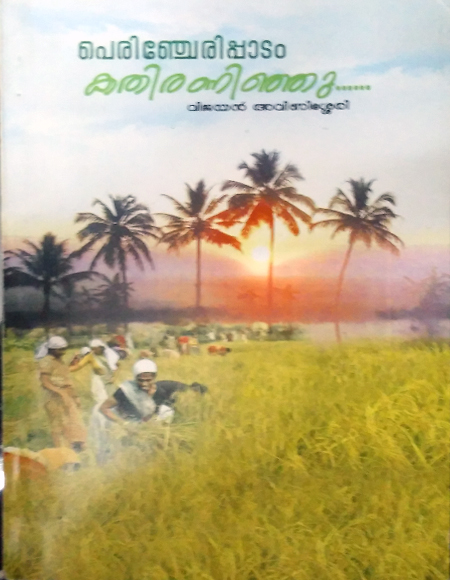 പെരിഞ്ചേരിപ്പാടം
കതിരണിഞ്ഞു......
വിജയൻ അവിണിശ്ശേരി